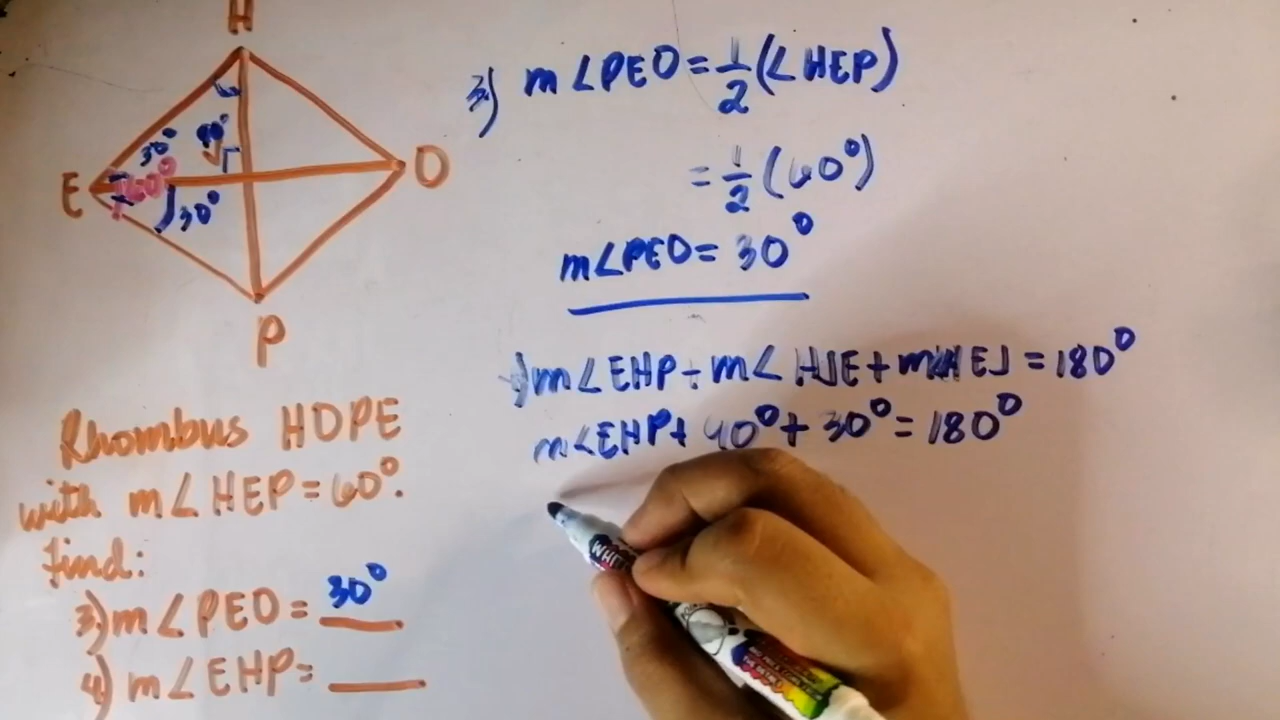 H
E
O
P
30°
90°
60°
30°
Rhombus HOPE
with m∠HEP = 60°.
Find:
3.) m∠PEO = 30°
4.) m∠EHP = ___
3.) m∠PEO = 1/2 (∠HEP)
= 1/2 (60°)
m∠PEO = 30°
m∠EHP + m∠HJE + m∠HEJ = 180°
m∠EHP + 90° + 30° = 180°